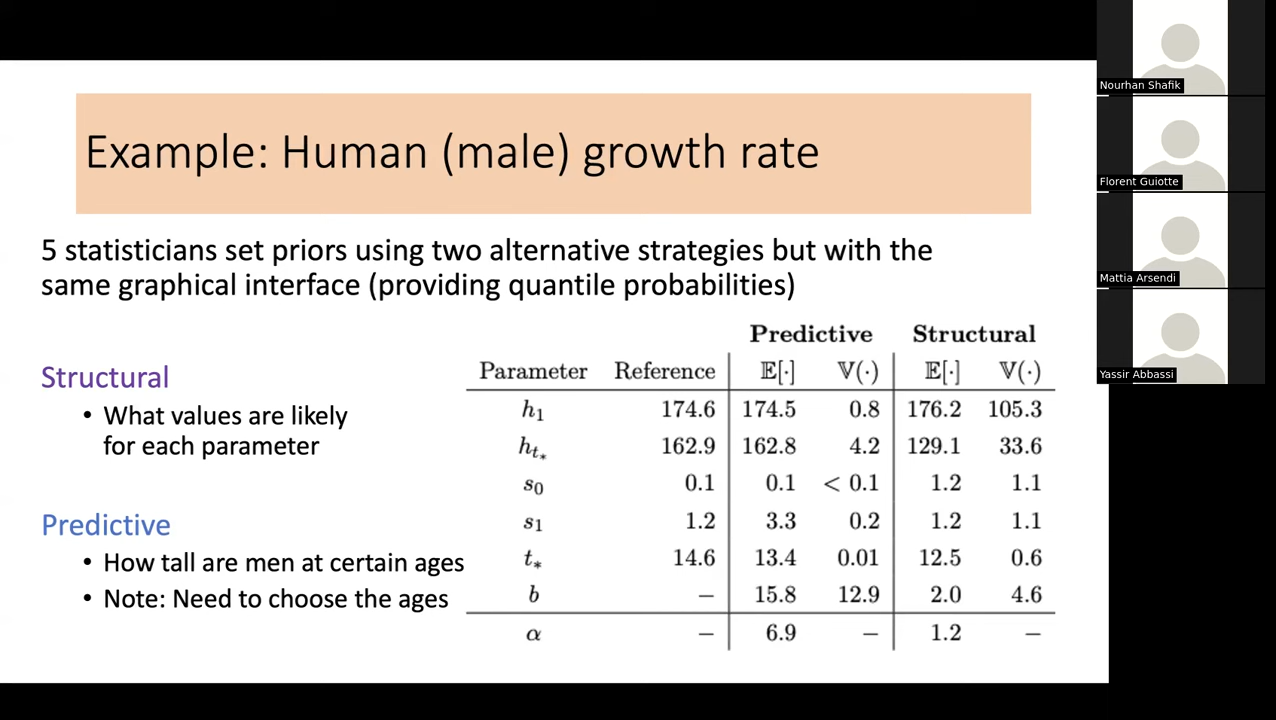 Example: Human (male) growth rate
5 statisticians set priors using two alternative strategies but with the
same graphical interface (providing quantile probabilities)
Structural
• What values are likely
for each parameter
Predictive
• How tall are men at certain ages
• Note: Need to choose the ages
Predictive Structural
Parameter Reference 𝔼[·] 𝕍(·) 𝔼[·] 𝕍(·)
h₁ 174.6 174.5 0.8 176.2 105.3
hₜ∗ 162.9 162.8 4.2 129.1 33.6
s₀ 0.1 0.1 < 0.1 1.2 1.1
s₁ 1.2 3.3 0.2 1.2 1.1
t∗ 14.6 13.4 0.01 12.5 0.6
b – 15.8 12.9 2.0 4.6
α – 6.9 – 1.2 –
Nourhan Shafik
Florent Guiotte
Mattia Arsendi
Yassir Abbassi